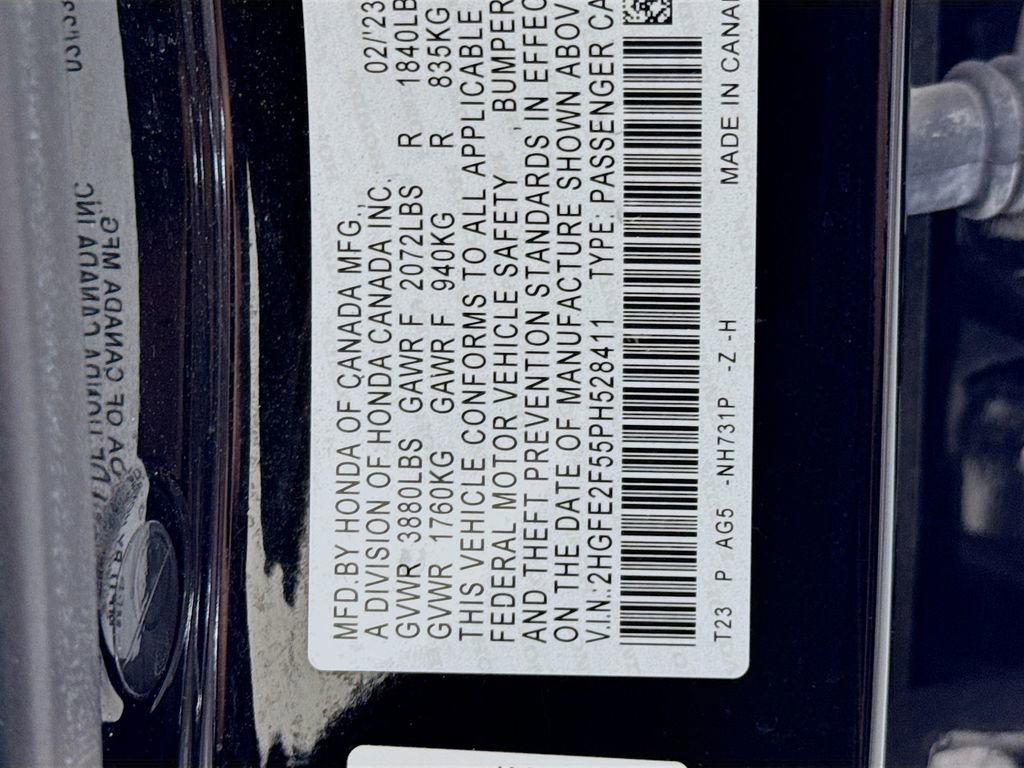 MFD.BY HONDA OF CANADA MFG., 02/'23
A DIVISION OF HONDA CANADA INC.
GVWR 3880LBS GAWR F 2072LBS R 1840LB
GVWR 1760KG GAWR F 940KG R 835KG
THIS VEHICLE CONFORMS TO ALL APPLICABLE
FEDERAL MOTOR VEHICLE SAFETY, BUMPER
AND THEFT PREVENTION STANDARDS IN EFFEC
ON THE DATE OF MANUFACTURE SHOWN ABOV
V.I.N.:2HGFE2F55PH528411 TYPE: PASSENGER CA
T23 P AG5 -NH731P -Z -H MADE IN CANA